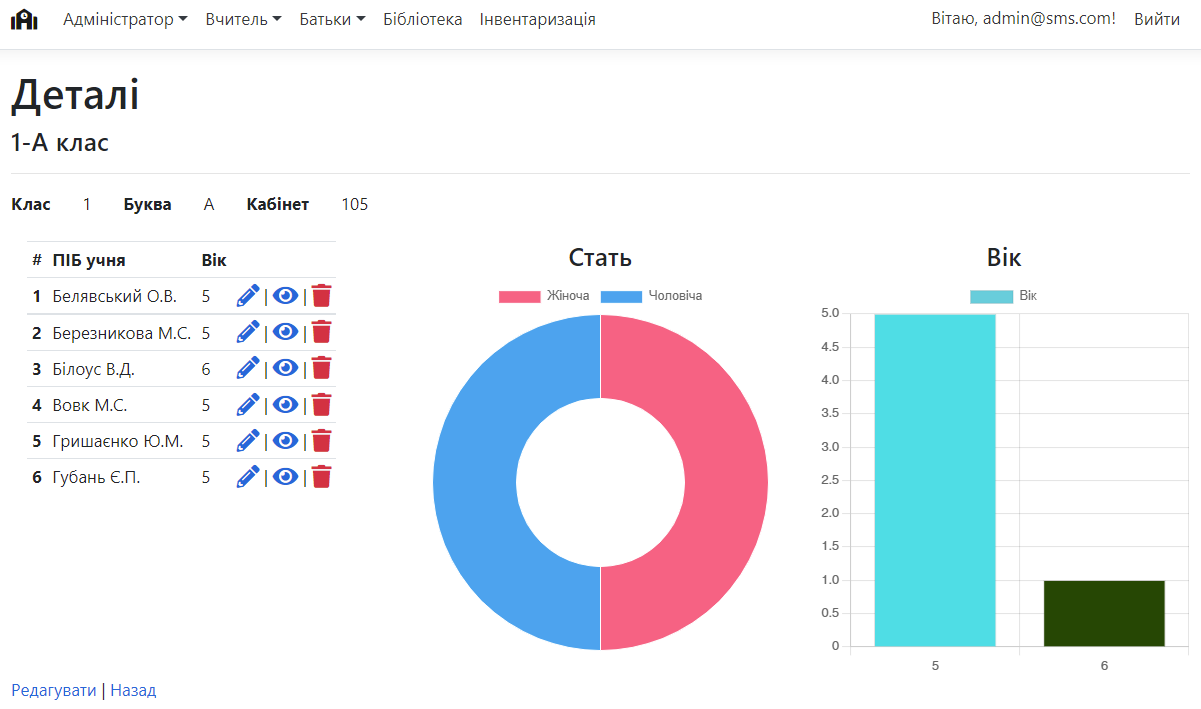 Адміністратор Вчитель Батьки Бібліотека Інвентаризація Вітаю, admin@sms.com! Вийти
Деталі
1-А клас
Клас 1 Буква А Кабінет 105
# ПІБ учня Вік
1 Белявський О.В. 5 | |
2 Березникова М.С. 5 | |
3 Білоус В.Д. 6 | |
4 Вовк М.С. 5 | |
5 Гришаєнко Ю.М. 5 | |
6 Губань Є.П. 5 | |
Стать
Жіноча Чоловіча
Вік
Вік
5.0
4.5
4.0
3.5
3.0
2.5
2.0
1.5
1.0
0.5
0
5 6
Редагувати | Назад